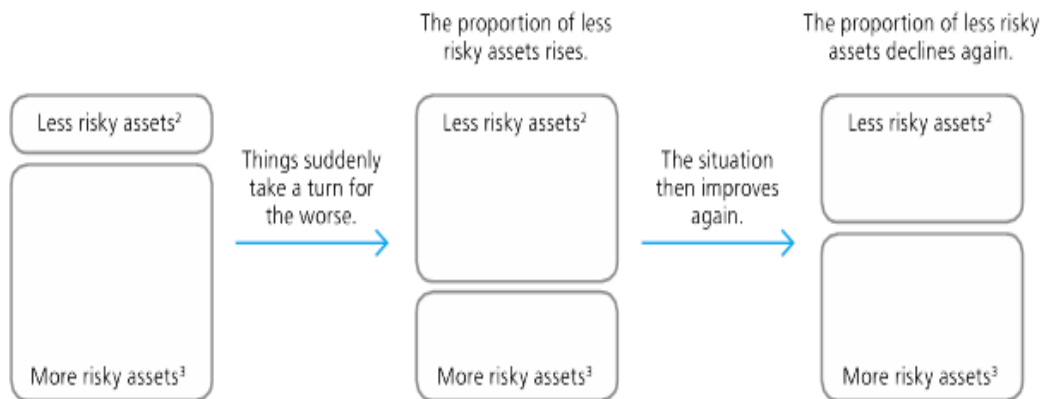 The proportion of less
risky assets rises.
The proportion of less risky
assets declines again.
Less risky assets²
More risky assets³
Things suddenly
take a turn for
the worse.
Less risky assets²
More risky assets³
The situation
then improves
again.
Less risky assets²
More risky assets³